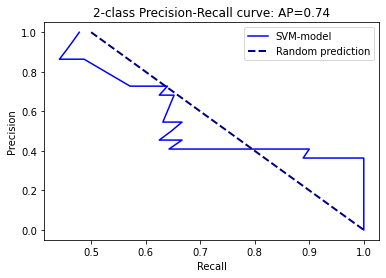 2-class Precision-Recall curve: AP=0.74
SVM-model
Random prediction
Precision
1.0
0.8
0.6
0.4
0.2
0.0
0.5 0.6 0.7 0.8 0.9 1.0
Recall